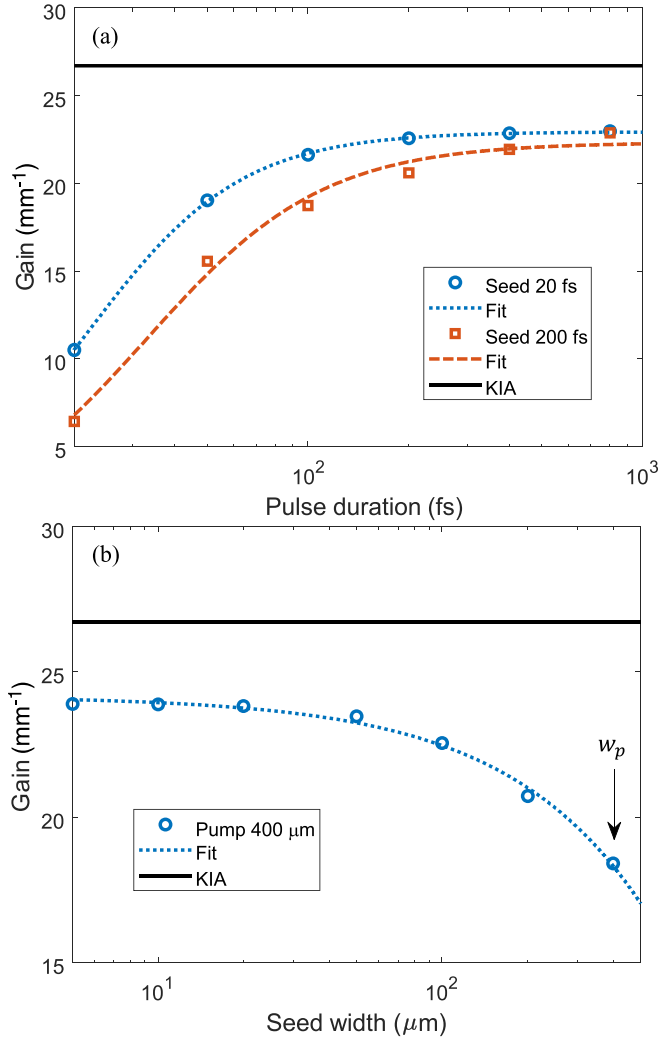 (a)
30
25
20
15
10
5
Gain (mm⁻¹)
10² 10³
Pulse duration (fs)
Seed 20 fs
Fit
Seed 200 fs
Fit
KIA
(b)
30
25
20
15
Gain (mm⁻¹)
10¹ 10²
Seed width (μm)
wₚ
Pump 400 μm
Fit
KIA